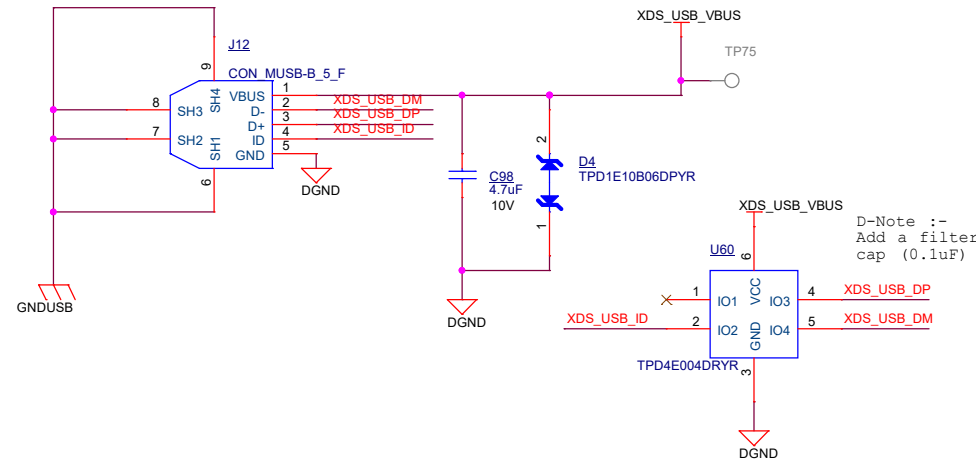 XDS_USB_VBUS
TP75
J12
CON_MUSB-B_5_F
9
SH4
VBUS
1
8
SH3
D-
2
XDS_USB_DM
D+
3
XDS_USB_DP
7
SH2
ID
4
XDS_USB_ID
SH1
GND
5
6
DGND
C98
4.7uF
10V
2
D4
TPD1E10B06DPYR
1
GNDUSB
DGND
XDS_USB_VBUS
D-Note :-
Add a filter
cap (0.1uF)
U60
6
VCC
1
IO1
IO3
4
XDS_USB_DP
XDS_USB_ID
2
IO2
IO4
5
XDS_USB_DM
GND
TPD4E004DRYR
3
DGND